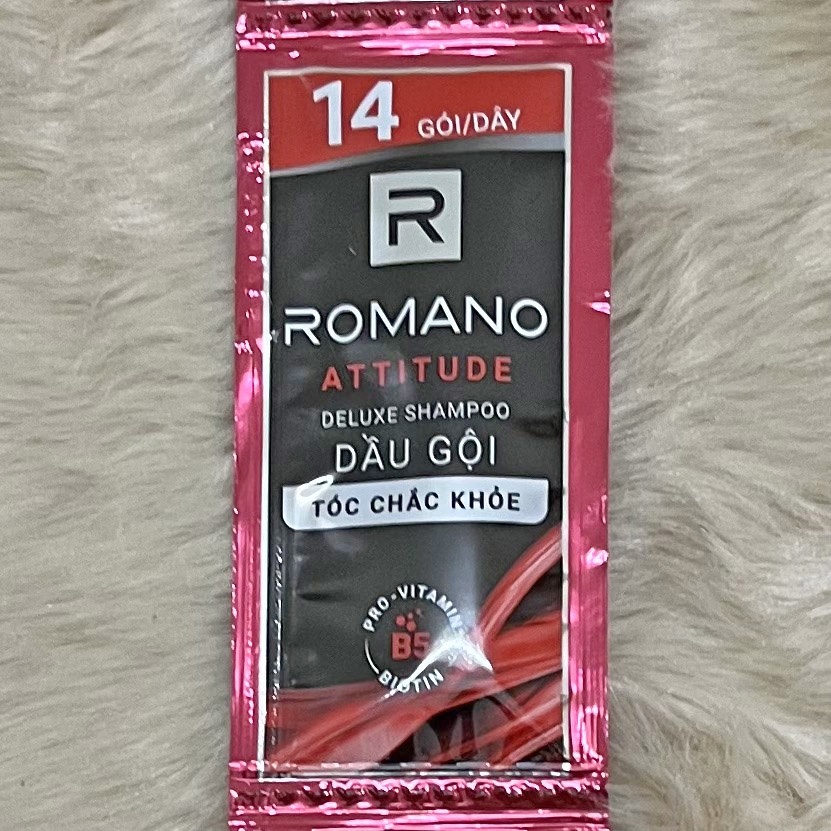 14 GÓI/DÂY
R
ROMANO
ATTITUDE
DELUXE SHAMPOO
DẦU GỘI
TÓC CHẮC KHỎE
PRO-VITAMIN
B5
BIOTIN